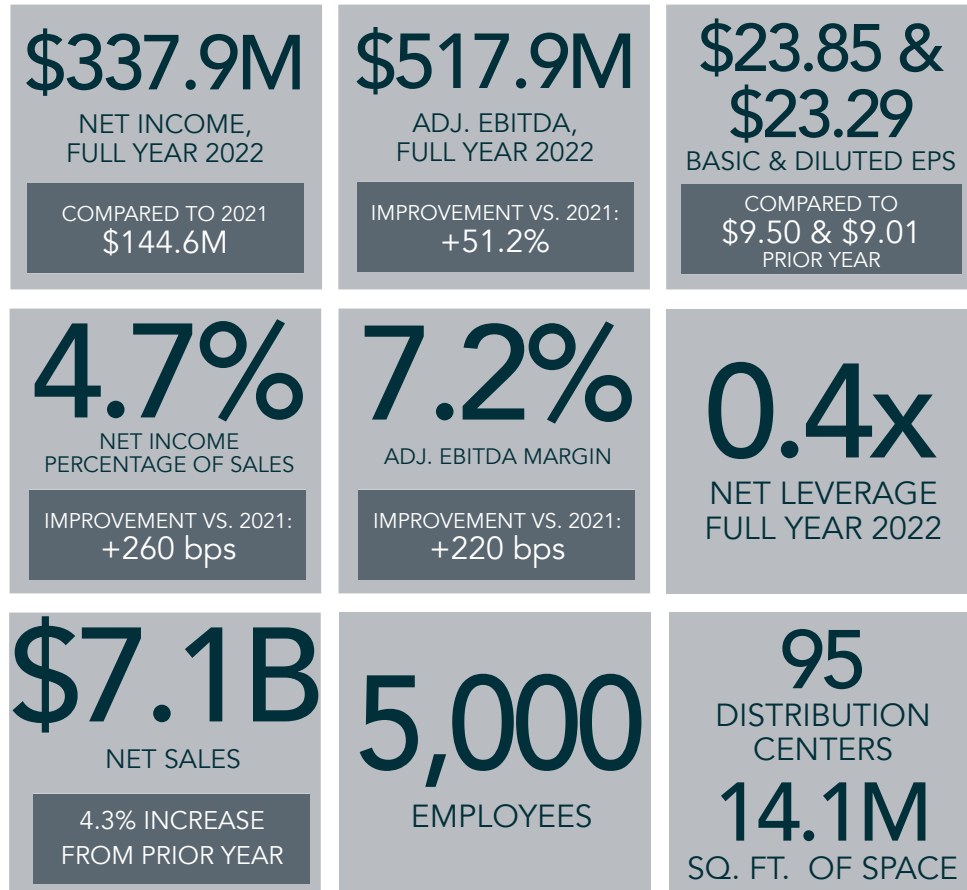 $337.9M
NET INCOME,
FULL YEAR 2022
COMPARED TO 2021
$144.6M
$517.9M
ADJ. EBITDA,
FULL YEAR 2022
IMPROVEMENT VS. 2021:
+51.2%
$23.85 &
$23.29
BASIC & DILUTED EPS
COMPARED TO
$9.50 & $9.01
PRIOR YEAR
4.7%
NET INCOME
PERCENTAGE OF SALES
IMPROVEMENT VS. 2021:
+260 bps
7.2%
ADJ. EBITDA MARGIN
IMPROVEMENT VS. 2021:
+220 bps
0.4x
NET LEVERAGE
FULL YEAR 2022
$7.1B
NET SALES
4.3% INCREASE
FROM PRIOR YEAR
5,000
EMPLOYEES
95
DISTRIBUTION
CENTERS
14.1M
SQ. FT. OF SPACE